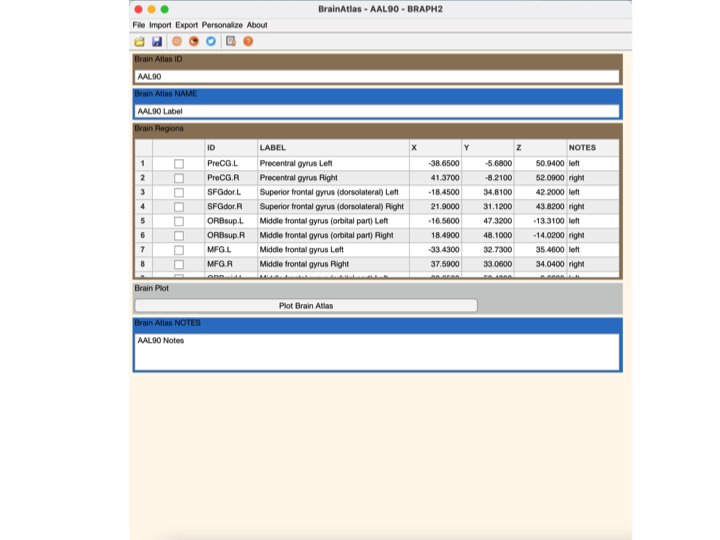 BrainAtlas - AAL90 - BRAPH2
File Import Export Personalize About
Brain Atlas ID
AAL90
Brain Atlas NAME
AAL90 Label
Brain Regions
ID LABEL X Y Z NOTES
1 PreCG.L Precentral gyrus Left -38.6500 -5.6800 50.9400 left
2 PreCG.R Precentral gyrus Right 41.3700 -8.2100 52.0900 right
3 SFGdor.L Superior frontal gyrus (dorsolateral) Left -18.4500 34.8100 42.2000 left
4 SFGdor.R Superior frontal gyrus (dorsolateral) Right 21.9000 31.1200 43.8200 right
5 ORBsup.L Middle frontal gyrus (orbital part) Left -16.5600 47.3200 -13.3100 left
6 ORBsup.R Middle frontal gyrus (orbital part) Right 18.4900 48.1000 -14.0200 right
7 MFG.L Middle frontal gyrus Left -33.4300 32.7300 35.4600 left
8 MFG.R Middle frontal gyrus Right 37.5900 33.0600 34.0400 right
Brain Plot
Plot Brain Atlas
Brain Atlas NOTES
AAL90 Notes